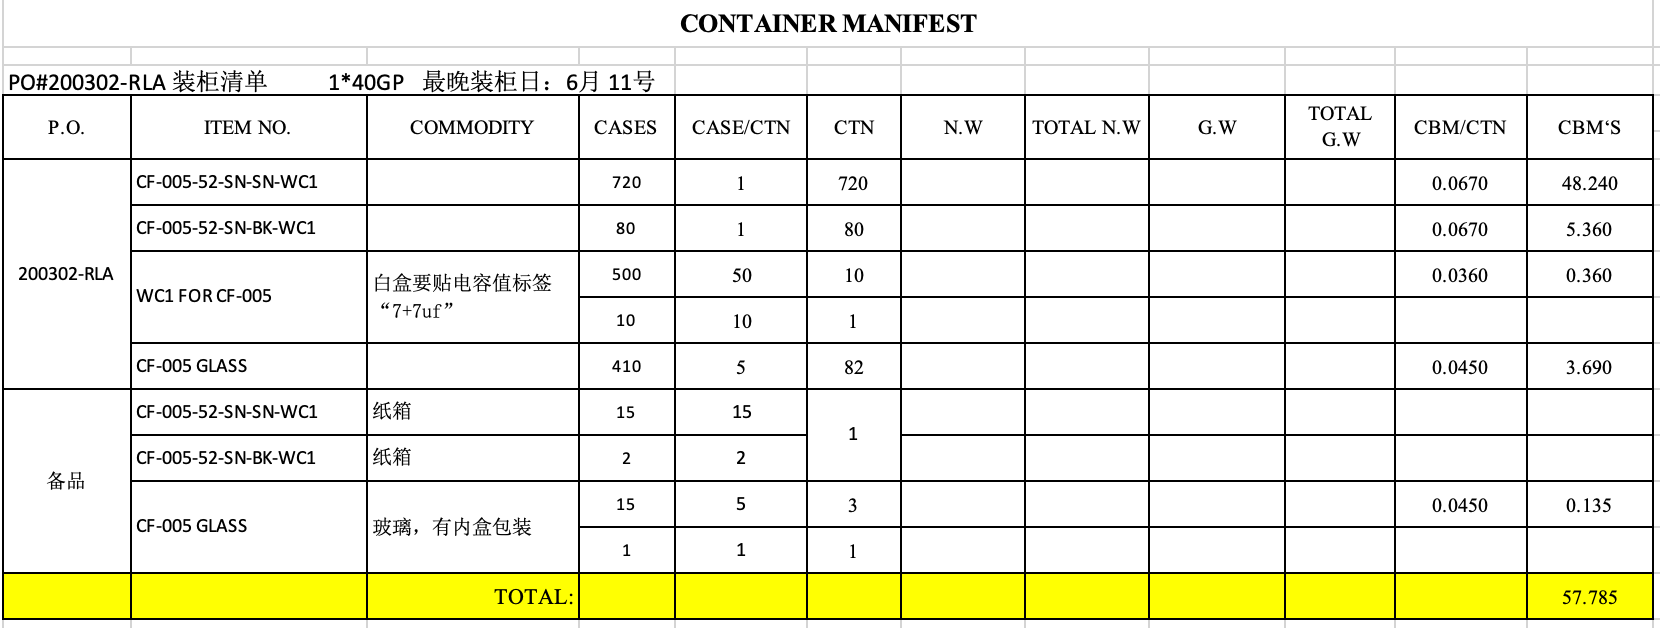 CONTAINER MANIFEST
PO#200302-RLA 装柜清单 1*40GP 最晚装柜日：6月 11号
P.O. ITEM NO. COMMODITY CASES CASE/CTN CTN N.W TOTAL N.W G.W TOTAL G.W CBM/CTN CBM‘S
200302-RLA
CF-005-52-SN-SN-WC1 720 1 720 0.0670 48.240
CF-005-52-SN-BK-WC1 80 1 80 0.0670 5.360
WC1 FOR CF-005 白盒要贴电容值标签 500 50 10 0.0360 0.360
“7+7uf” 10 10 1
CF-005 GLASS 410 5 82 0.0450 3.690
备品
CF-005-52-SN-SN-WC1 纸箱 15 15 1
CF-005-52-SN-BK-WC1 纸箱 2 2
CF-005 GLASS 玻璃，有内盒包装 15 5 3 0.0450 0.135
1 1 1
TOTAL: 57.785